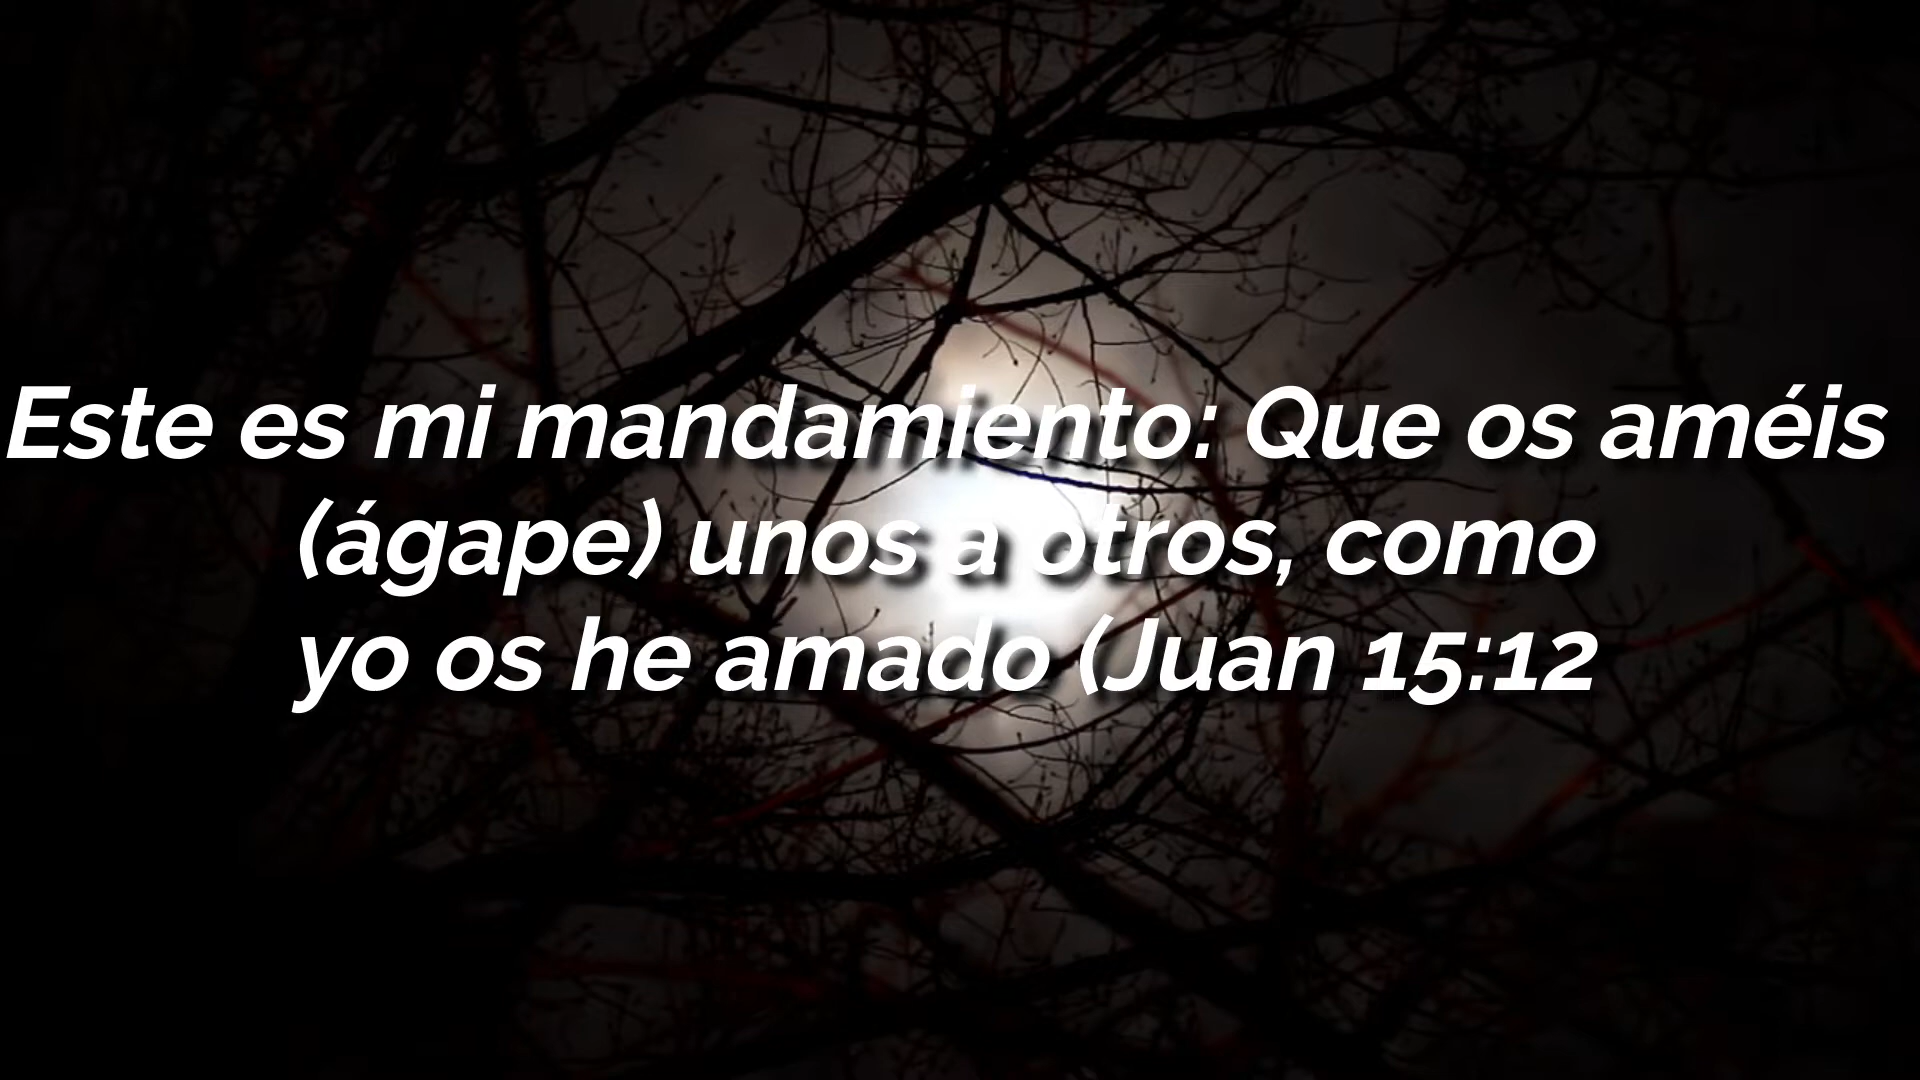 Este es mi mandamiento: Que os améis
(ágape) unos a otros, como
yo os he amado (Juan 15:12